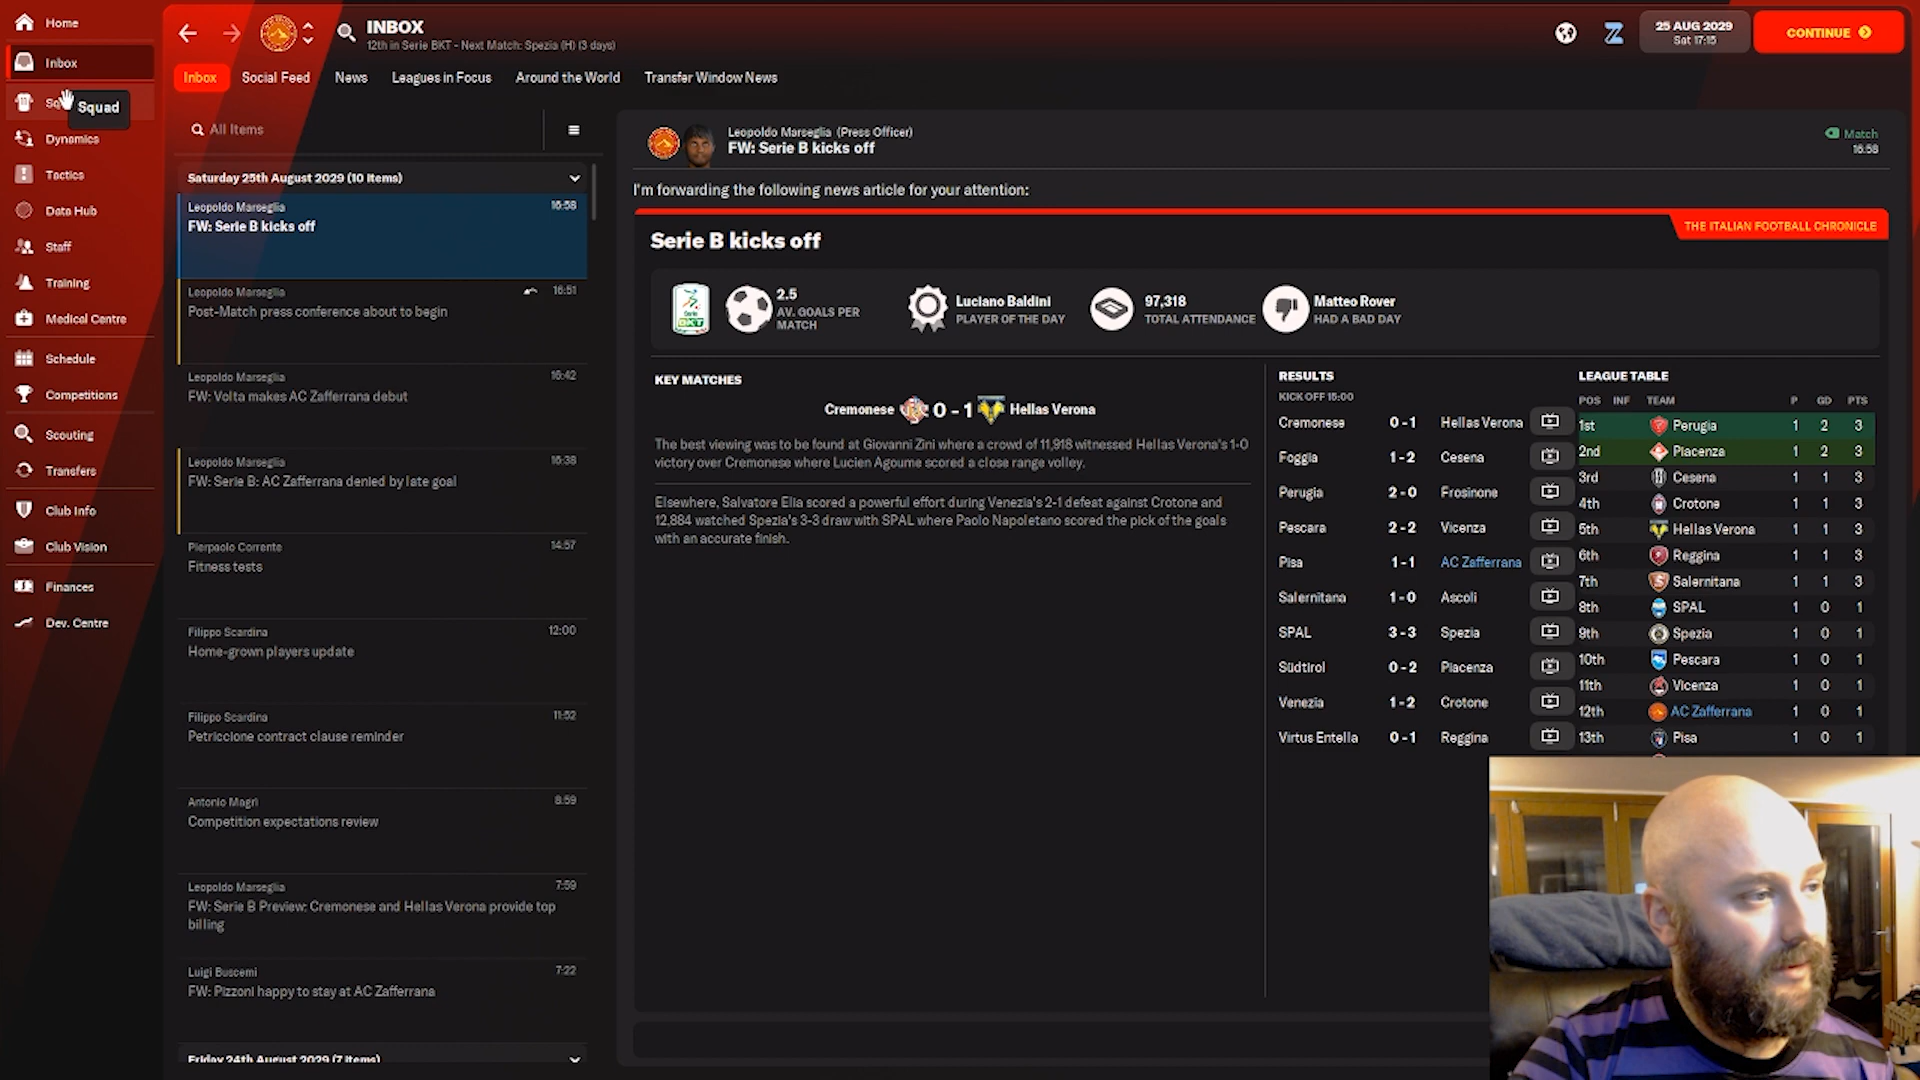 Home
Inbox
Squad
Dynamics
Tactics
Data Hub
Staff
Training
Medical Centre
Schedule
Competitions
Scouting
Transfers
Club Info
Club Vision
Finances
Dev. Centre
INBOX
12th in Serie BKT - Next Match: Spezia (H) (3 days)
25 AUG 2029
Sat 17:15
CONTINUE
Inbox Social Feed News Leagues in Focus Around the World Transfer Window News
All Items
Saturday 25th August 2029 (10 Items)
Leopoldo Marseglia 16:58
FW: Serie B kicks off
Leopoldo Marseglia 16:51
Post-Match press conference about to begin
Leopoldo Marseglia 16:42
FW: Volta makes AC Zafferrana debut
Leopoldo Marseglia 16:38
FW: Serie B: AC Zafferrana denied by late goal
Pierpaolo Corrente 14:57
Fitness tests
Filippo Scardina 12:00
Home-grown players update
Filippo Scardina 11:52
Petriccione contract clause reminder
Antonio Magri 8:59
Competition expectations review
Leopoldo Marseglia 7:59
FW: Serie B Preview: Cremonese and Hellas Verona provide top
billing
Luigi Buscemi 7:22
FW: Pizzoni happy to stay at AC Zafferrana
Friday 24th August 2029 (7 Items)
Leopoldo Marseglia (Press Officer)
FW: Serie B kicks off
Match
16:58
I'm forwarding the following news article for your attention:
THE ITALIAN FOOTBALL CHRONICLE
Serie B kicks off
BKT
2.5
AV. GOALS PER
MATCH
Luciano Baldini
PLAYER OF THE DAY
97,318
TOTAL ATTENDANCE
Matteo Rover
HAD A BAD DAY
KEY MATCHES
Cremonese 0 - 1 Hellas Verona
The best viewing was to be found at Giovanni Zini where a crowd of 11,918 witnessed Hellas Verona's 1-0
victory over Cremonese where Lucien Agoume scored a close range volley.
Elsewhere, Salvatore Elia scored a powerful effort during Venezia's 2-1 defeat against Crotone and
12,884 watched Spezia's 3-3 draw with SPAL where Paolo Napoletano scored the pick of the goals
with an accurate finish.
RESULTS
KICK OFF 15:00
Cremonese 0-1 Hellas Verona
Foggia 1-2 Cesena
Perugia 2-0 Frosinone
Pescara 2-2 Vicenza
Pisa 1-1 AC Zafferrana
Salernitana 1-0 Ascoli
SPAL 3-3 Spezia
Südtirol 0-2 Piacenza
Venezia 1-2 Crotone
Virtus Entella 0-1 Reggina
LEAGUE TABLE
POS INF TEAM P GD PTS
1st Perugia 1 2 3
2nd Piacenza 1 2 3
3rd Cesena 1 1 3
4th Crotone 1 1 3
5th Hellas Verona 1 1 3
6th Reggina 1 1 3
7th Salernitana 1 1 3
8th SPAL 1 0 1
9th Spezia 1 0 1
10th Pescara 1 0 1
11th Vicenza 1 0 1
12th AC Zafferrana 1 0 1
13th Pisa 1 0 1